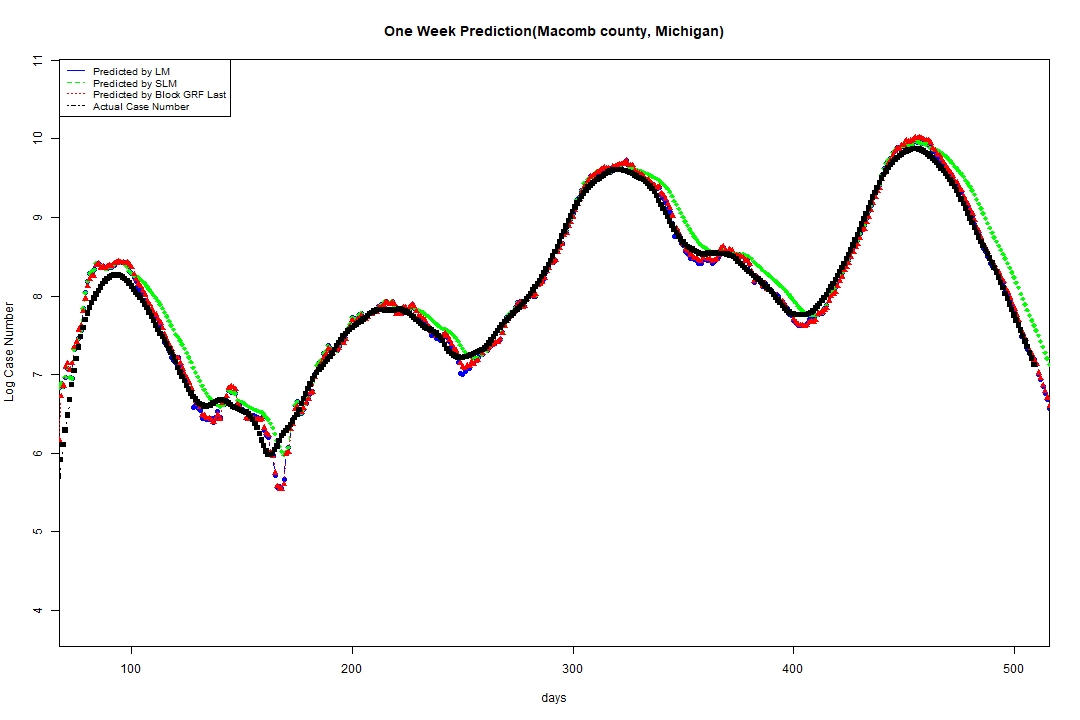 One Week Prediction(Macomb county, Michigan)
Predicted by LM
Predicted by SLM
Predicted by Block GRF Last
Actual Case Number
Log Case Number
11
10
9
8
7
6
5
4
100 200 300 400 500
days